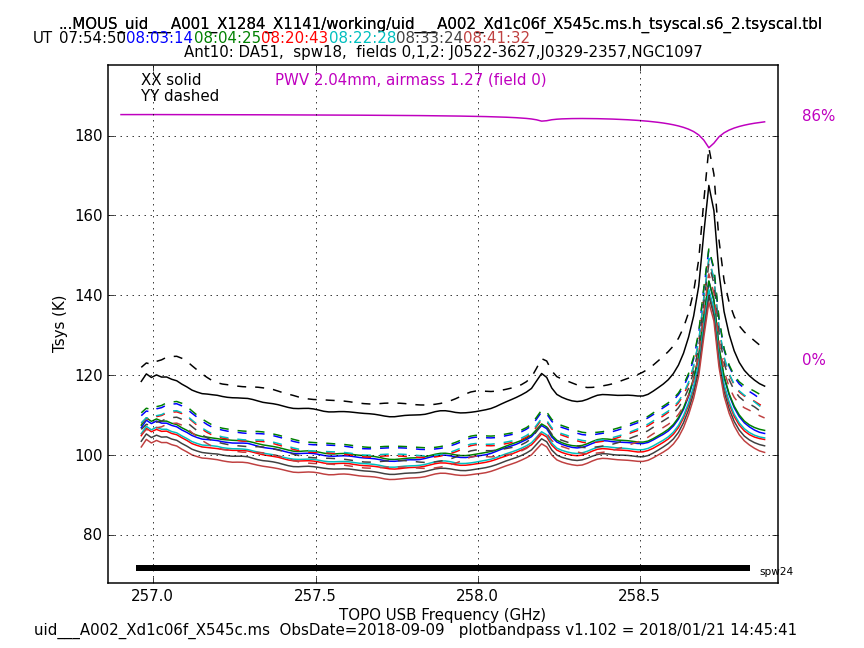 ...MOUS_uid___A001_X1284_X1141/working/uid___A002_Xd1c06f_X545c.ms.h_tsyscal.s6_2.tsyscal.tbl
UT 07:54:50 08:03:14 08:04:25 08:20:43 08:22:28 08:33:24 08:41:32
Ant10: DA51, spw18, fields 0,1,2: J0522-3627,J0329-2357,NGC1097
XX solid PWV 2.04mm, airmass 1.27 (field 0)
YY dashed
86%
180
160
140
120
100
80
0%
Tsys (K)
spw24
257.0 257.5 258.0 258.5
TOPO USB Frequency (GHz)
uid___A002_Xd1c06f_X545c.ms ObsDate=2018-09-09 plotbandpass v1.102 = 2018/01/21 14:45:41